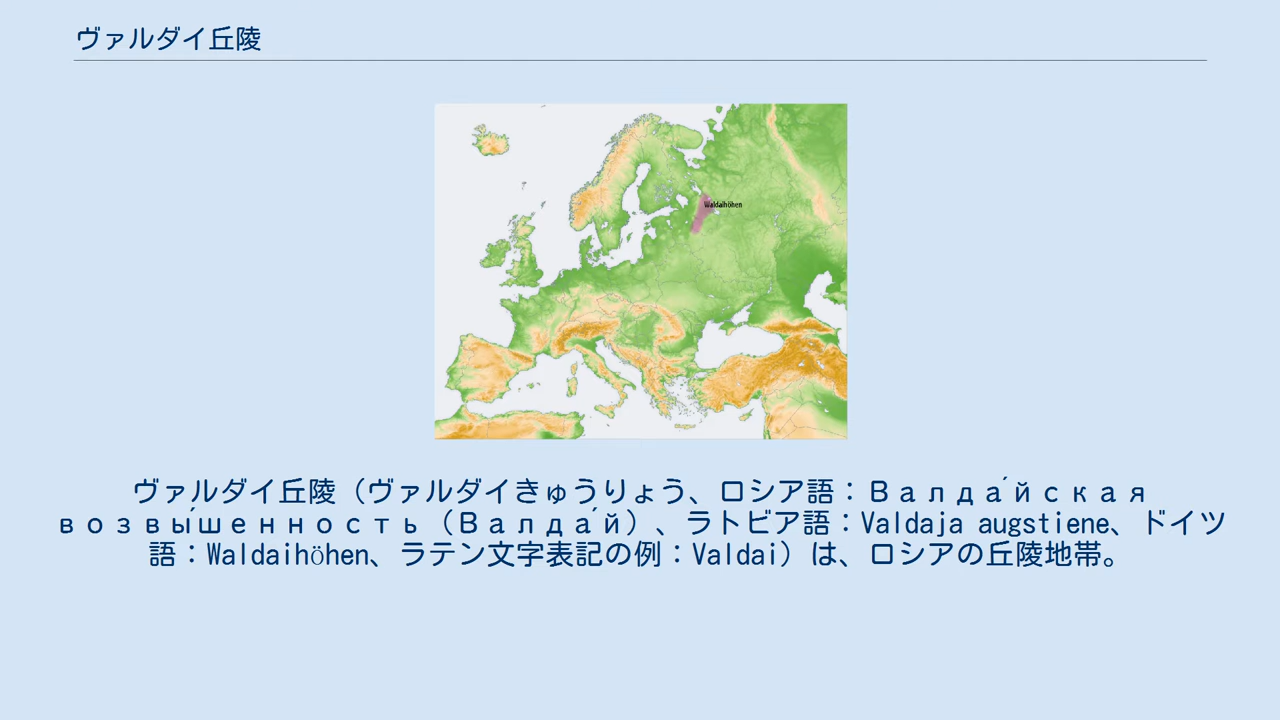 ヴァルダイ丘陵
Waldaihöhen
ヴァルダイ丘陵（ヴァルダイきゅうりょう、ロシア語：Валда́йская
возвы́шенность（Валда́й）、ラトビア語：Valdaja augstiene、ドイツ
語：Waldaihöhen、ラテン文字表記の例：Valdai）は、ロシアの丘陵地帯。